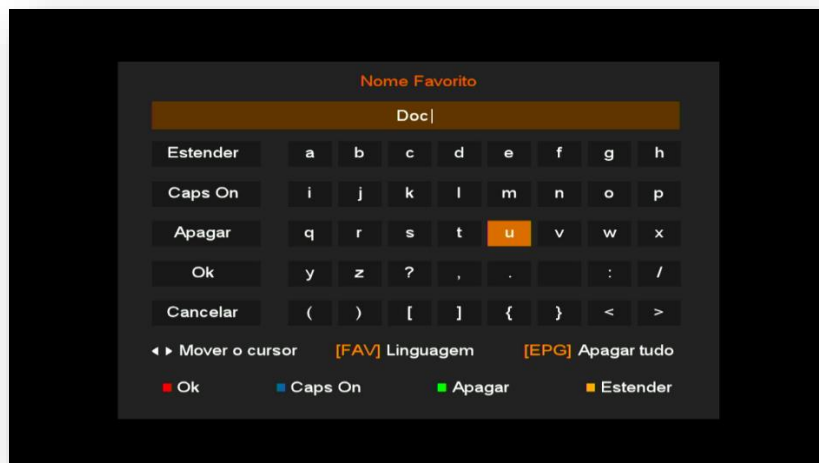 Nome Favorito
Doc
Estender a b c d e f g h
Caps On i j k l m n o p
Apagar q r s t u v w x
Ok y z ? , . : /
Cancelar ( ) [ ] { } < >
◂ ▸ Mover o cursor [FAV] Linguagem [EPG] Apagar tudo
Ok Caps On Apagar Estender